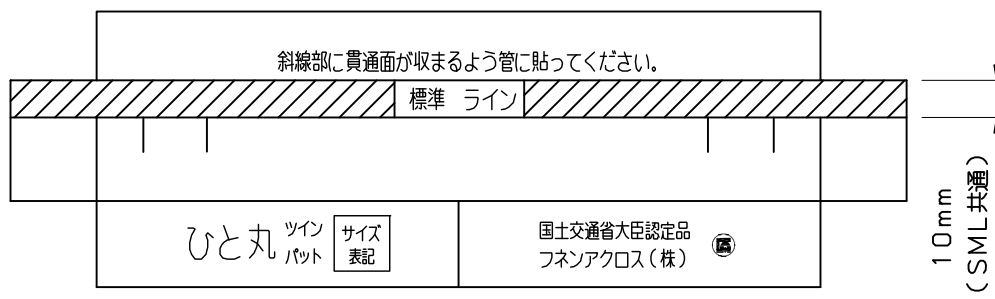 斜線部に貫通面が収まるよう管に貼ってください。
標準 ライン
ひと丸 ツイン パット
サイズ
表記
国土交通省大臣認定品
フネンアクロス(株)
10mm
(SML共通)